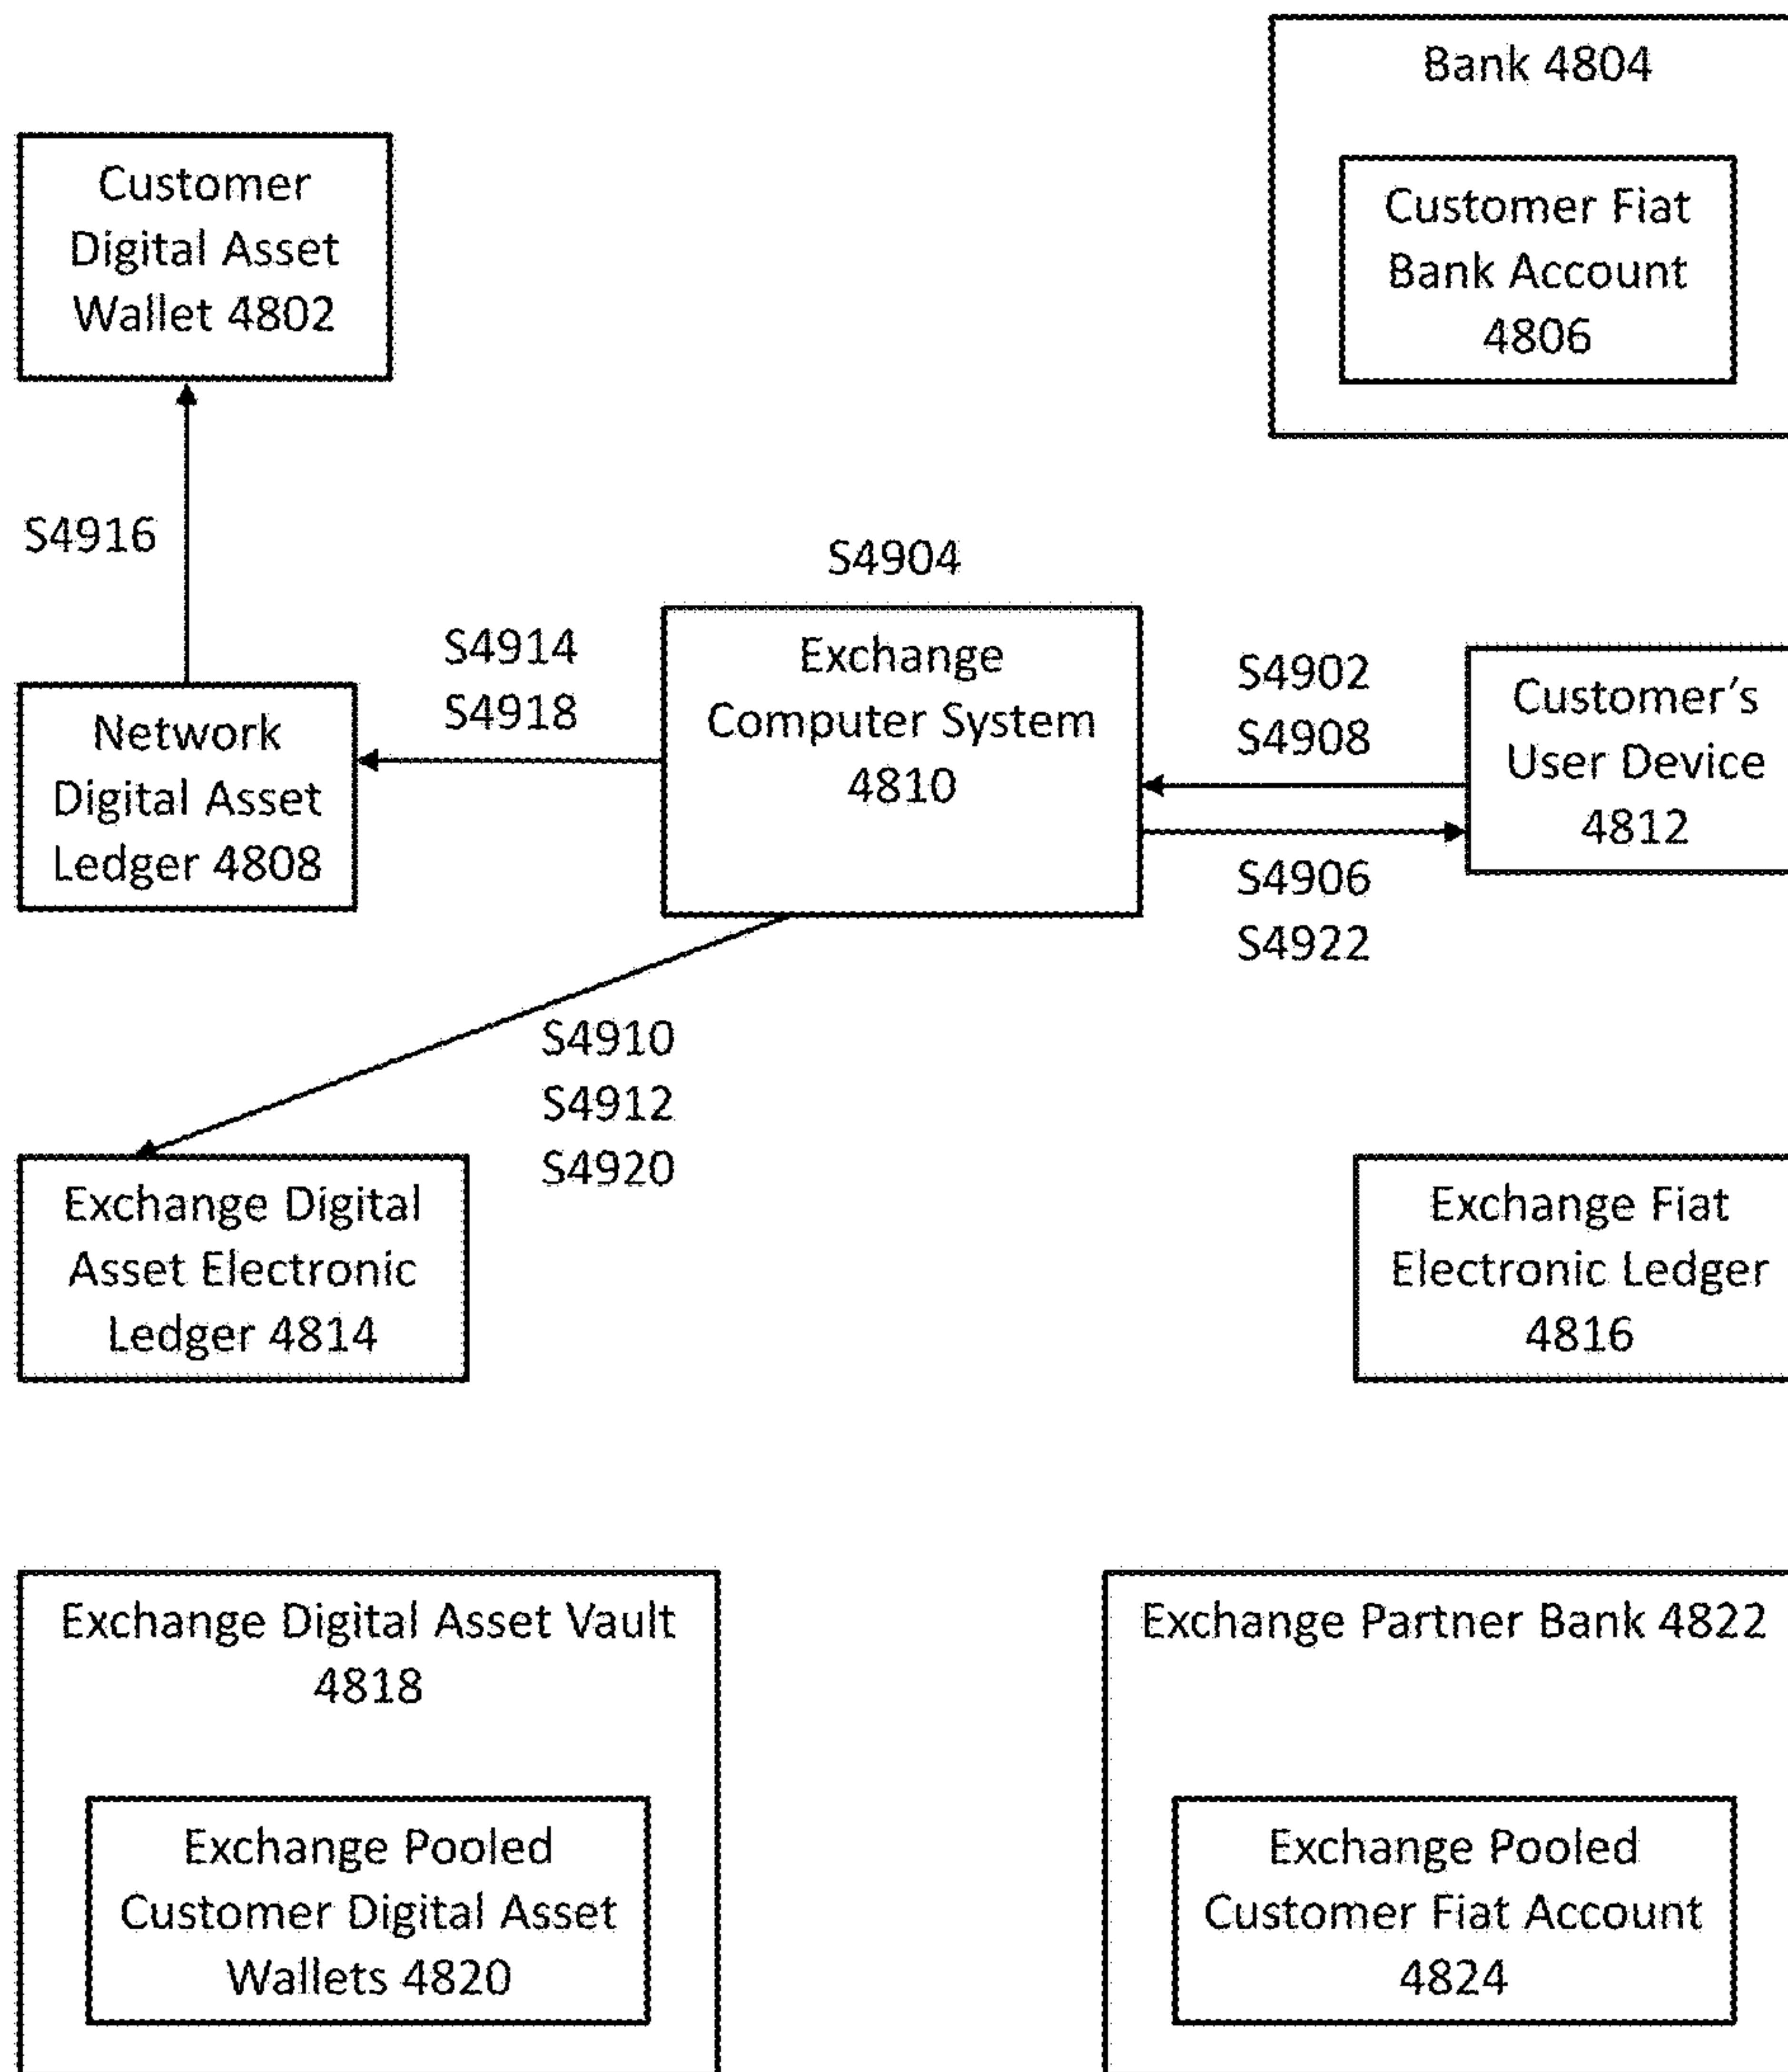 Bank 4804
Customer
Digital Asset
Wallet 4802
Customer Fiat
Bank Account
4806
S4916
S4904
S4914
S4918
Exchange
Computer System
4810
S4902
S4908
Customer's
User Device
4812
Network
Digital Asset
Ledger 4808
S4906
S4922
S4910
S4912
S4920
Exchange Digital
Asset Electronic
Ledger 4814
Exchange Fiat
Electronic Ledger
4816
Exchange Digital Asset Vault
4818
Exchange Partner Bank 4822
Exchange Pooled
Customer Digital Asset
Wallets 4820
Exchange Pooled
Customer Fiat Account
4824